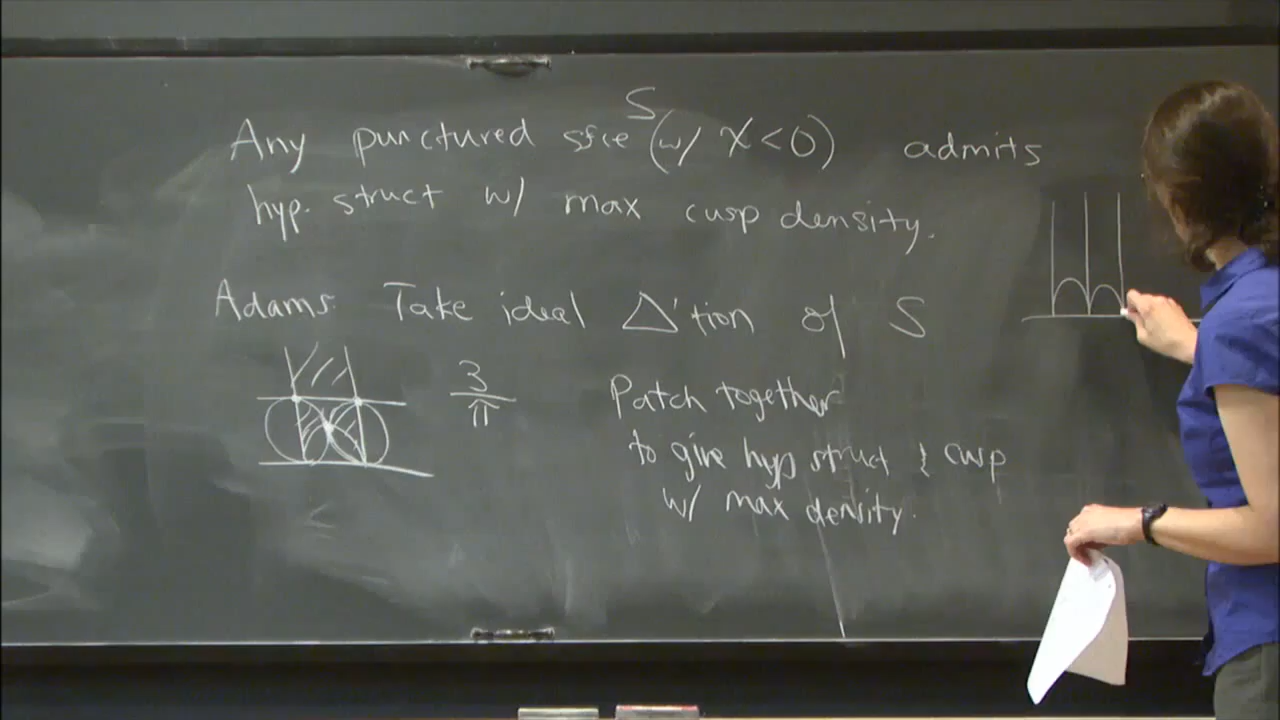 Any punctured sfce S (w/ χ < 0) admits
hyp. struct w/ max cusp density.
Adams: Take ideal Δ'tion of S
3/π
Patch together
to give hyp struct & cusp
w/ max density.